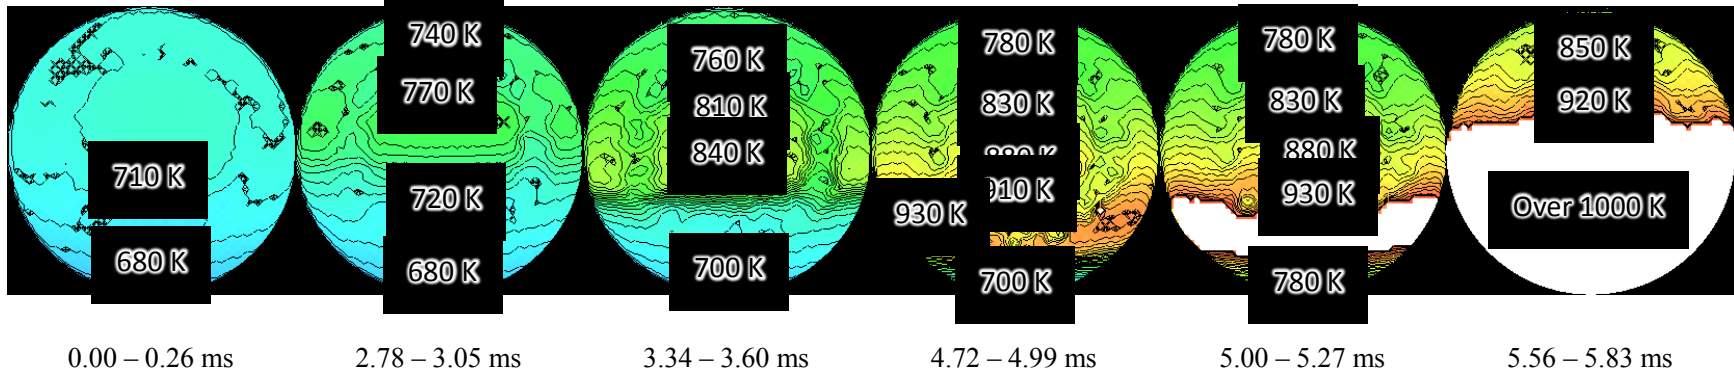 710 K
680 K
740 K
770 K
720 K
680 K
760 K
810 K
840 K
700 K
780 K
830 K
880
910 K
930 K
700 K
780 K
830 K
880 K
930 K
780 K
850 K
920 K
Over 1000 K
0.00 – 0.26 ms
2.78 – 3.05 ms
3.34 – 3.60 ms
4.72 – 4.99 ms
5.00 – 5.27 ms
5.56 – 5.83 ms